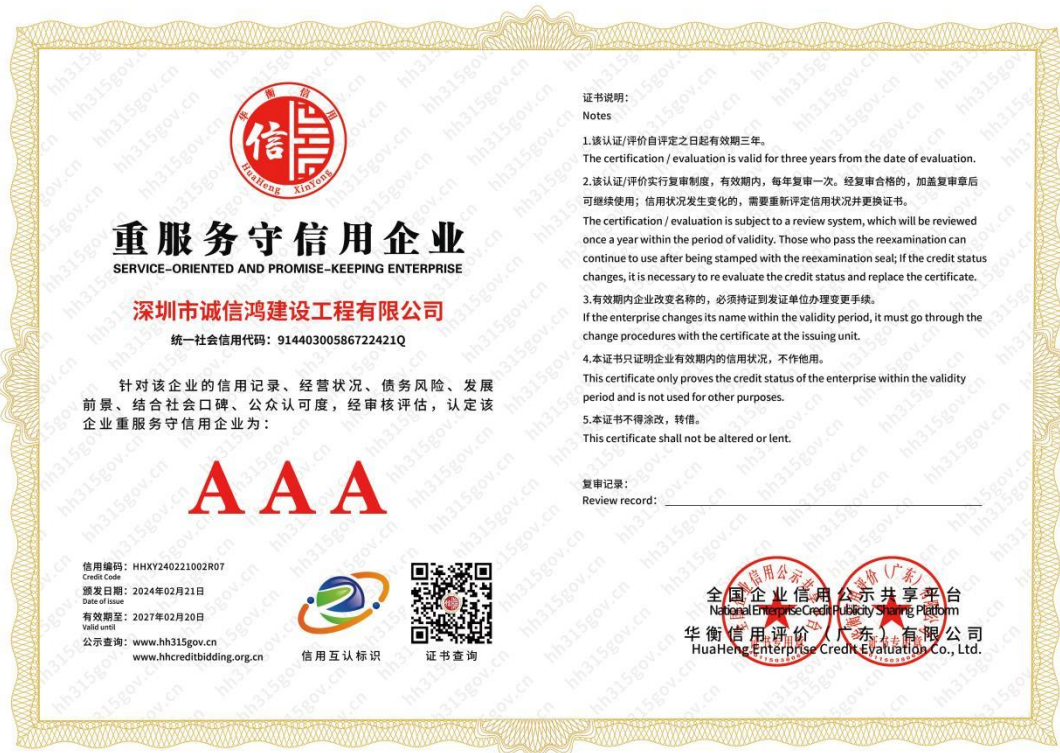 华衡信用
信
HuaHeng XinYong
重服务守信用企业
SERVICE-ORIENTED AND PROMISE-KEEPING ENTERPRISE
深圳市诚信鸿建设工程有限公司
统一社会信用代码：91440300586722421Q
针对该企业的信用记录、经营状况、债务风险、发展
前景、结合社会口碑、公众认可度，经审核评估，认定该
企业重服务守信用企业为：
AAA
信用编码：HHXY240221002R07
Credit Code
颁发日期：2024年02月21日
Date of issue
有效期至：2027年02月20日
Valid until
公示查询：www.hh315gov.cn
www.hhcreditbidding.org.cn
信用互认标识
证书查询
证书说明：
Notes
1.该认证/评价自评定之日起有效期三年。
The certification / evaluation is valid for three years from the date of evaluation.
2.该认证/评价实行复审制度，有效期内，每年复审一次。经复审合格的，加盖复审章后
可继续使用；信用状况发生变化的，需要重新评定信用状况并更换证书。
The certification / evaluation is subject to a review system, which will be reviewed
once a year within the period of validity. Those who pass the reexamination can
continue to use after being stamped with the reexamination seal; If the credit status
changes, it is necessary to re evaluate the credit status and replace the certificate.
3.有效期内企业改变名称的，必须持证到发证单位办理变更手续。
If the enterprise changes its name within the validity period, it must go through the
change procedures with the certificate at the issuing unit.
4.本证书只证明企业有效期内的信用状况，不作他用。
This certificate only proves the credit status of the enterprise within the validity
period and is not used for other purposes.
5.本证书不得涂改，转借。
This certificate shall not be altered or lent.
复审记录：
Review record:
全国企业信用公示共享平台
National Enterprise Credit Publicity Sharing Platform
华衡信用评价（广东）有限公司
HuaHeng Enterprise Credit Evaluation Co., Ltd.
hh315gov.cn